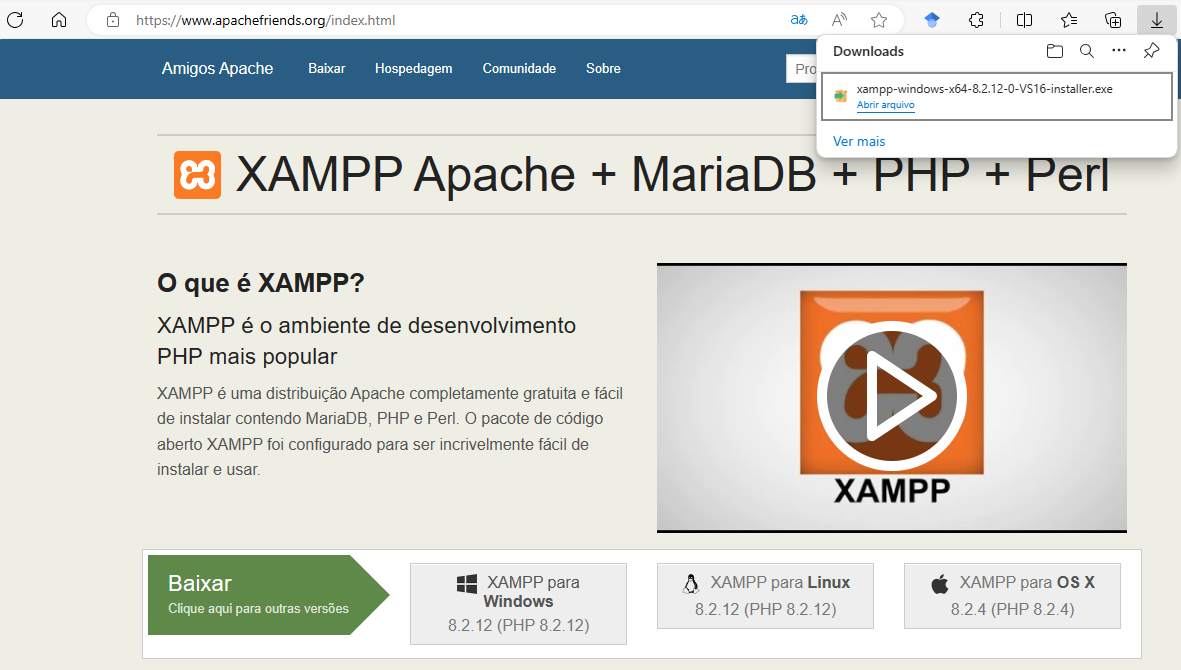 https://www.apachefriends.org/index.html
aあ
Downloads
xampp-windows-x64-8.2.12-0-VS16-installer.exe
Abrir arquivo
Ver mais
Amigos Apache Baixar Hospedagem Comunidade Sobre
XAMPP Apache + MariaDB + PHP + Perl
O que é XAMPP?
XAMPP é o ambiente de desenvolvimento
PHP mais popular
XAMPP é uma distribuição Apache completamente gratuita e fácil
de instalar contendo MariaDB, PHP e Perl. O pacote de código
aberto XAMPP foi configurado para ser incrivelmente fácil de
instalar e usar.
XAMPP
Baixar
Clique aqui para outras versões
XAMPP para
Windows
8.2.12 (PHP 8.2.12)
XAMPP para Linux
8.2.12 (PHP 8.2.12)
XAMPP para OS X
8.2.4 (PHP 8.2.4)